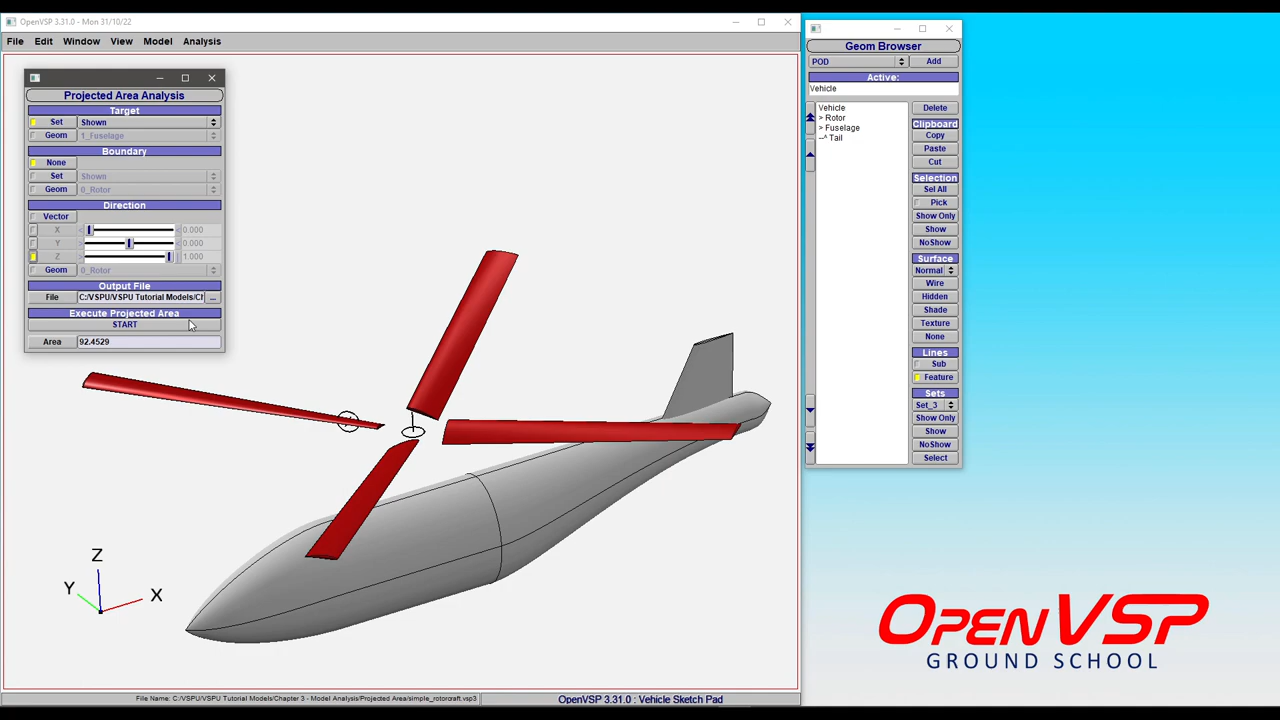 OpenVSP 3.31.0 - Mon 31/10/22
File Edit Window View Model Analysis
Projected Area Analysis
Target
Set Shown
Geom 1_Fuselage
Boundary
None
Set Shown
Geom 0_Rotor
Direction
Vector
X < < 0.000
Y > < 0.000
Z > 1.000
Geom 0_Rotor
Output File
File C:/VSPU/VSPU Tutorial Models/Ch ...
Execute Projected Area
START
Area 92.4529
Z
Y
X
File Name: C:/VSPU/VSPU Tutorial Models/Chapter 3 - Model Analysis/Projected Area/simple_rotorcraft.vsp3
OpenVSP 3.31.0 : Vehicle Sketch Pad
Geom Browser
POD Add
Active:
Vehicle
Vehicle
> Rotor
> Fuselage
--^ Tail
Delete
Clipboard
Copy
Paste
Cut
Selection
Sel All
Pick
Show Only
Show
NoShow
Surface
Normal
Wire
Hidden
Shade
Texture
None
Lines
Sub
Feature
Sets
Set_3
Show Only
Show
NoShow
Select
OpenVSP
GROUND SCHOOL